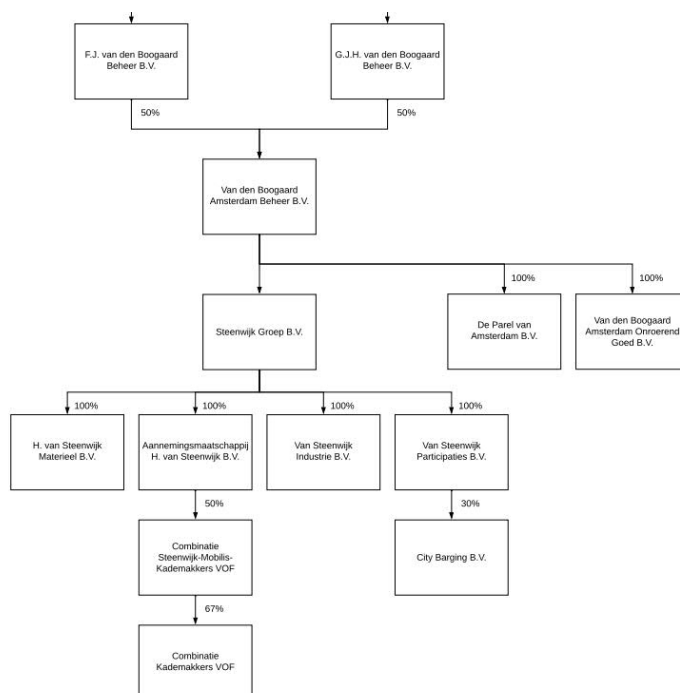 F.J. van den Boogaard
Beheer B.V.
G.J.H. van den Boogaard
Beheer B.V.
50%
50%
Van den Boogaard
Amsterdam Beheer B.V.
100%
100%
Steenwijk Groep B.V.
De Parel van
Amsterdam B.V.
Van den Boogaard
Amsterdam Onroerend
Goed B.V.
100%
100%
100%
100%
H. van Steenwijk
Materieel B.V.
Aannemingsmaatschappij
H. van Steenwijk B.V.
Van Steenwijk
Industrie B.V.
Van Steenwijk
Participaties B.V.
50%
30%
Combinatie
Steenwijk-Mobilis-
Kademakkers VOF
City Barging B.V.
67%
Combinatie
Kademakkers VOF